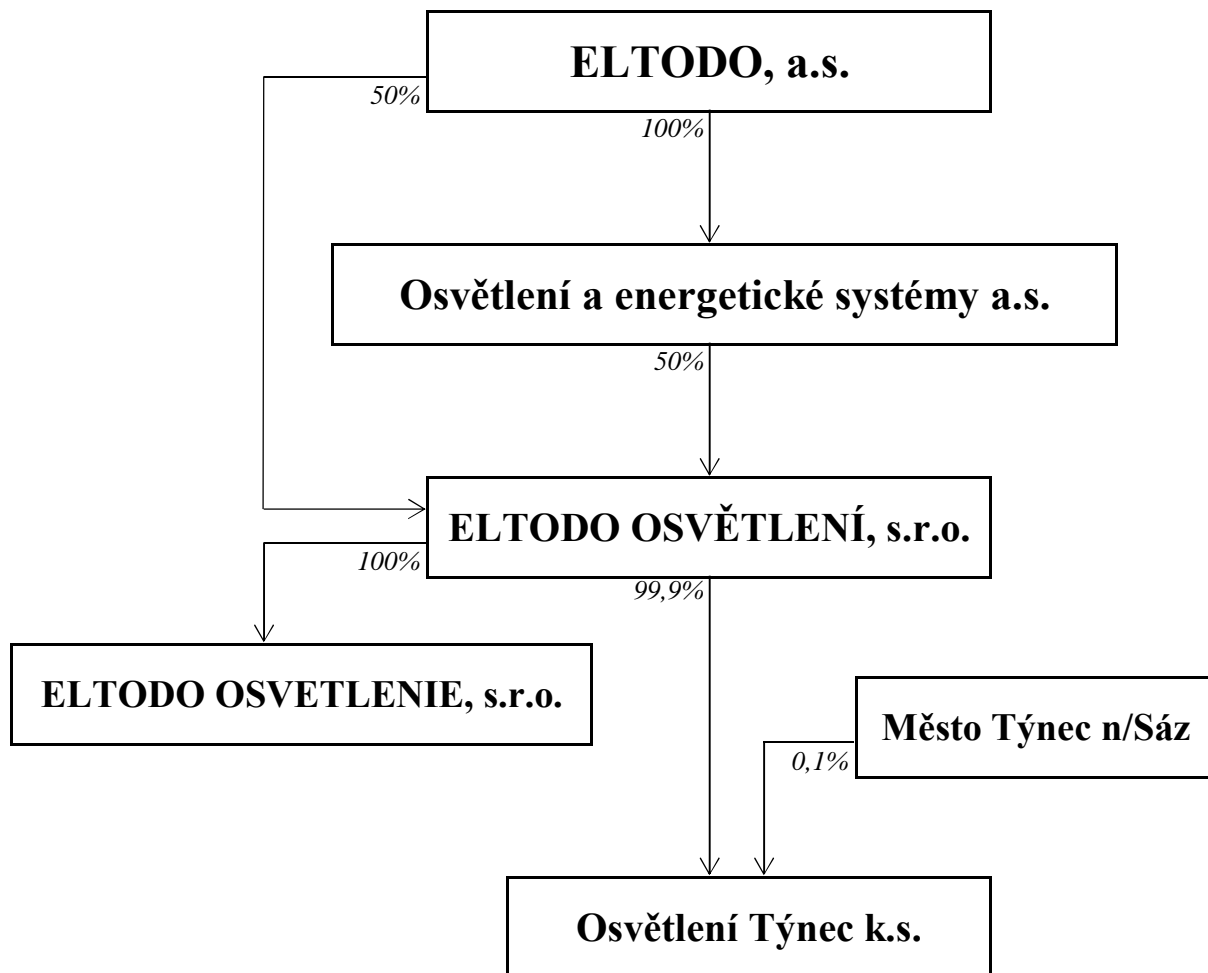 ELTODO, a.s.
50%
100%
Osvětlení a energetické systémy a.s.
50%
ELTODO OSVĚTLENÍ, s.r.o.
100%
99,9%
ELTODO OSVETLENIE, s.r.o.
Město Týnec n/Sáz
0,1%
Osvětlení Týnec k.s.